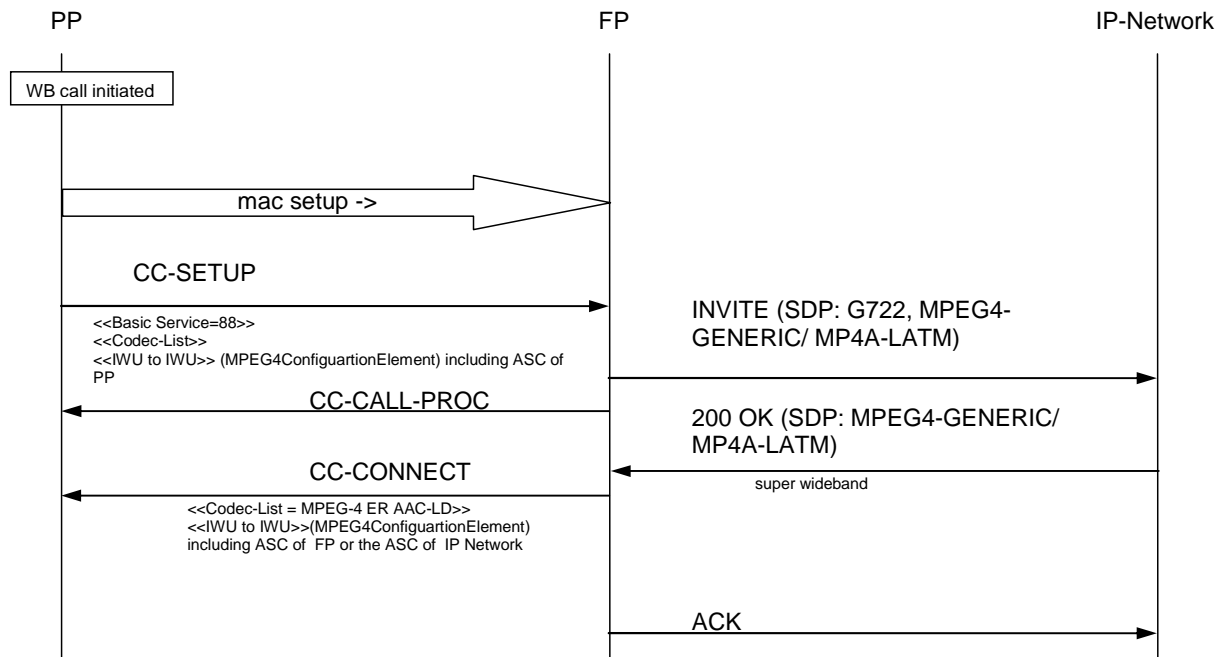 PP
FP
IP-Network
WB call initiated
mac setup ->
CC-SETUP
<<Basic Service=88>>
<<Codec-List>>
<<IWU to IWU>> (MPEG4ConfiguartionElement) including ASC of
PP
INVITE (SDP: G722, MPEG4-
GENERIC/ MP4A-LATM)
CC-CALL-PROC
200 OK (SDP: MPEG4-GENERIC/
MP4A-LATM)
super wideband
CC-CONNECT
<<Codec-List = MPEG-4 ER AAC-LD>>
<<IWU to IWU>>(MPEG4ConfiguartionElement)
including ASC of  FP or the ASC of  IP Network
ACK